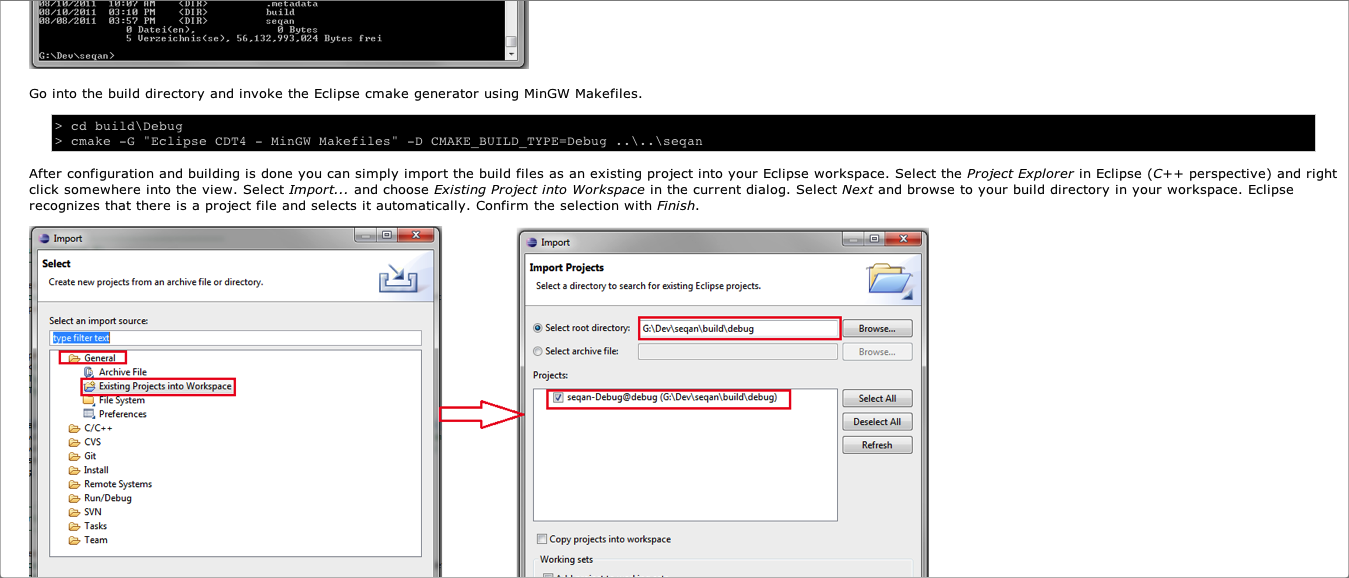 08/10/2011 10:07 AM <DIR> .metadata
08/10/2011 03:10 PM <DIR> build
08/08/2011 03:57 PM <DIR> seqan
0 Datei(en), 0 Bytes
5 Verzeichnis(se), 56,132,993,024 Bytes frei
G:\Dev\seqan>
Go into the build directory and invoke the Eclipse cmake generator using MinGW Makefiles.
> cd build\Debug
> cmake -G "Eclipse CDT4 - MinGW Makefiles" -D CMAKE_BUILD_TYPE=Debug ..\..\seqan
After configuration and building is done you can simply import the build files as an existing project into your Eclipse workspace. Select the Project Explorer in Eclipse (C++ perspective) and right
click somewhere into the view. Select Import... and choose Existing Project into Workspace in the current dialog. Select Next and browse to your build directory in your workspace. Eclipse
recognizes that there is a project file and selects it automatically. Confirm the selection with Finish.
Import
Select
Create new projects from an archive file or directory.
Select an import source:
type filter text
General
Archive File
Existing Projects into Workspace
File System
Preferences
C/C++
CVS
Git
Install
Remote Systems
Run/Debug
SVN
Tasks
Team
Import
Import Projects
Select a directory to search for existing Eclipse projects.
Select root directory: G:\Dev\seqan\build\debug Browse...
Select archive file: Browse...
Projects:
seqan-Debug@debug (G:\Dev\seqan\build\debug)
Select All
Deselect All
Refresh
Copy projects into workspace
Working sets